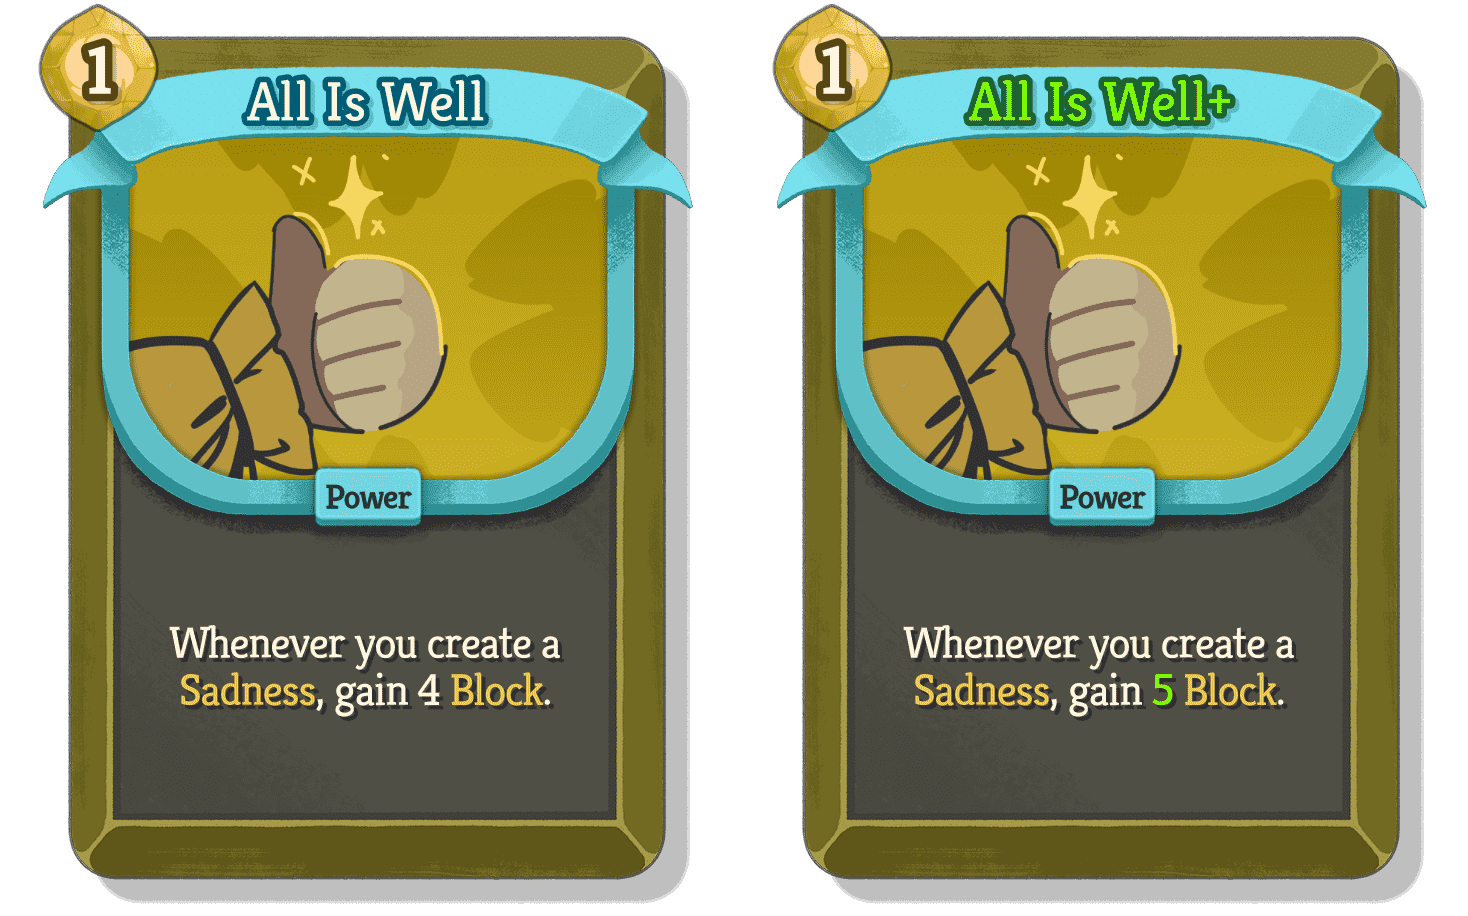 1
All Is Well
Power
Whenever you create a
Sadness, gain 4 Block.
1
All Is Well+
Power
Whenever you create a
Sadness, gain 5 Block.